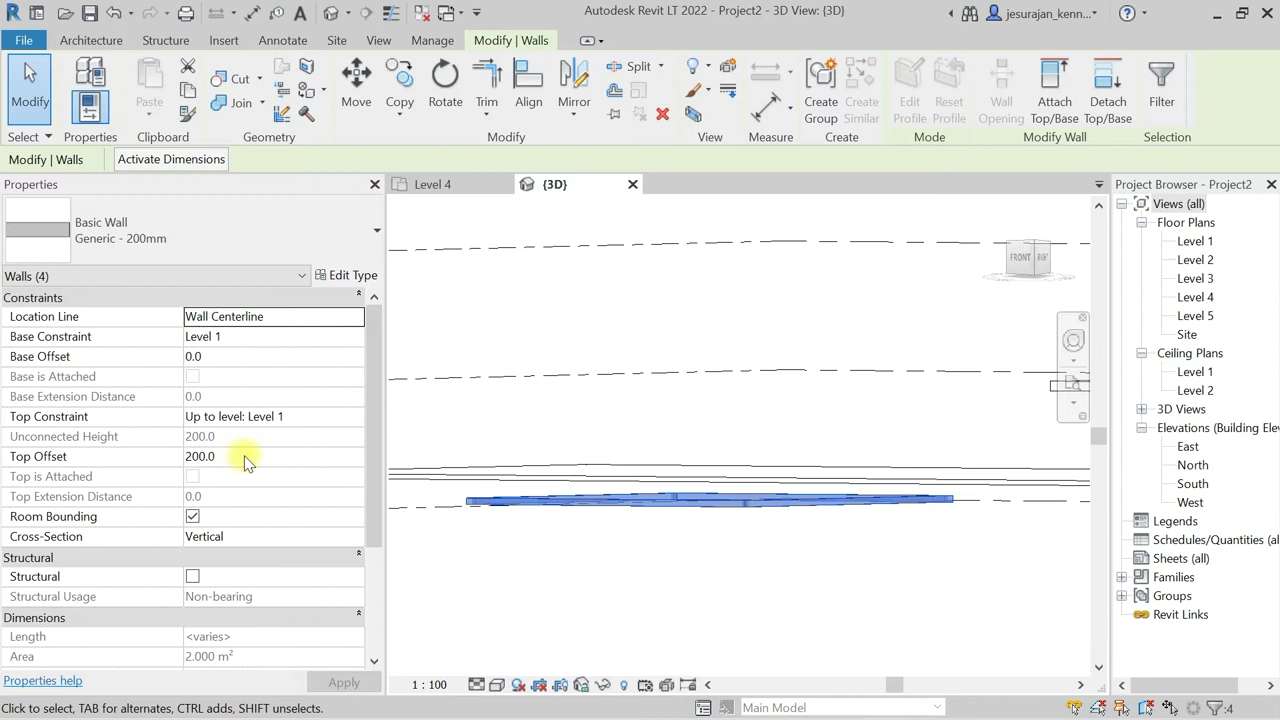 Autodesk Revit LT 2022 - Project2 - 3D View: {3D}
jesurajan_kenn...
File Architecture Structure Insert Annotate Site View Manage Modify | Walls
Modify
Paste
Cut
Join
Move
Copy
Rotate
Trim
Align
Mirror
Split
Create Group
Create Similar
Edit Profile
Reset Profile
Wall Opening
Attach Top/Base
Detach Top/Base
Filter
Select Properties Clipboard Geometry Modify View Measure Create Mode Modify Wall Selection
Modify | Walls Activate Dimensions
Properties
Level 4
{3D}
Project Browser - Project2
Basic Wall
Generic - 200mm
Walls (4) Edit Type
Constraints
Location Line Wall Centerline
Base Constraint Level 1
Base Offset 0.0
Base is Attached
Base Extension Distance 0.0
Top Constraint Up to level: Level 1
Unconnected Height 200.0
Top Offset 200.0
Top is Attached
Top Extension Distance 0.0
Room Bounding
Cross-Section Vertical
Structural
Structural
Structural Usage Non-bearing
Dimensions
Length <varies>
Area 2.000 m²
Properties help Apply
FRONT
Views (all)
Floor Plans
Level 1
Level 2
Level 3
Level 4
Level 5
Site
Ceiling Plans
Level 1
Level 2
3D Views
Elevations (Building Ele
East
North
South
West
Legends
Schedules/Quantities (al
Sheets (all)
Families
Groups
Revit Links
1 : 100
Click to select, TAB for alternates, CTRL adds, SHIFT unselects.
Main Model
:4